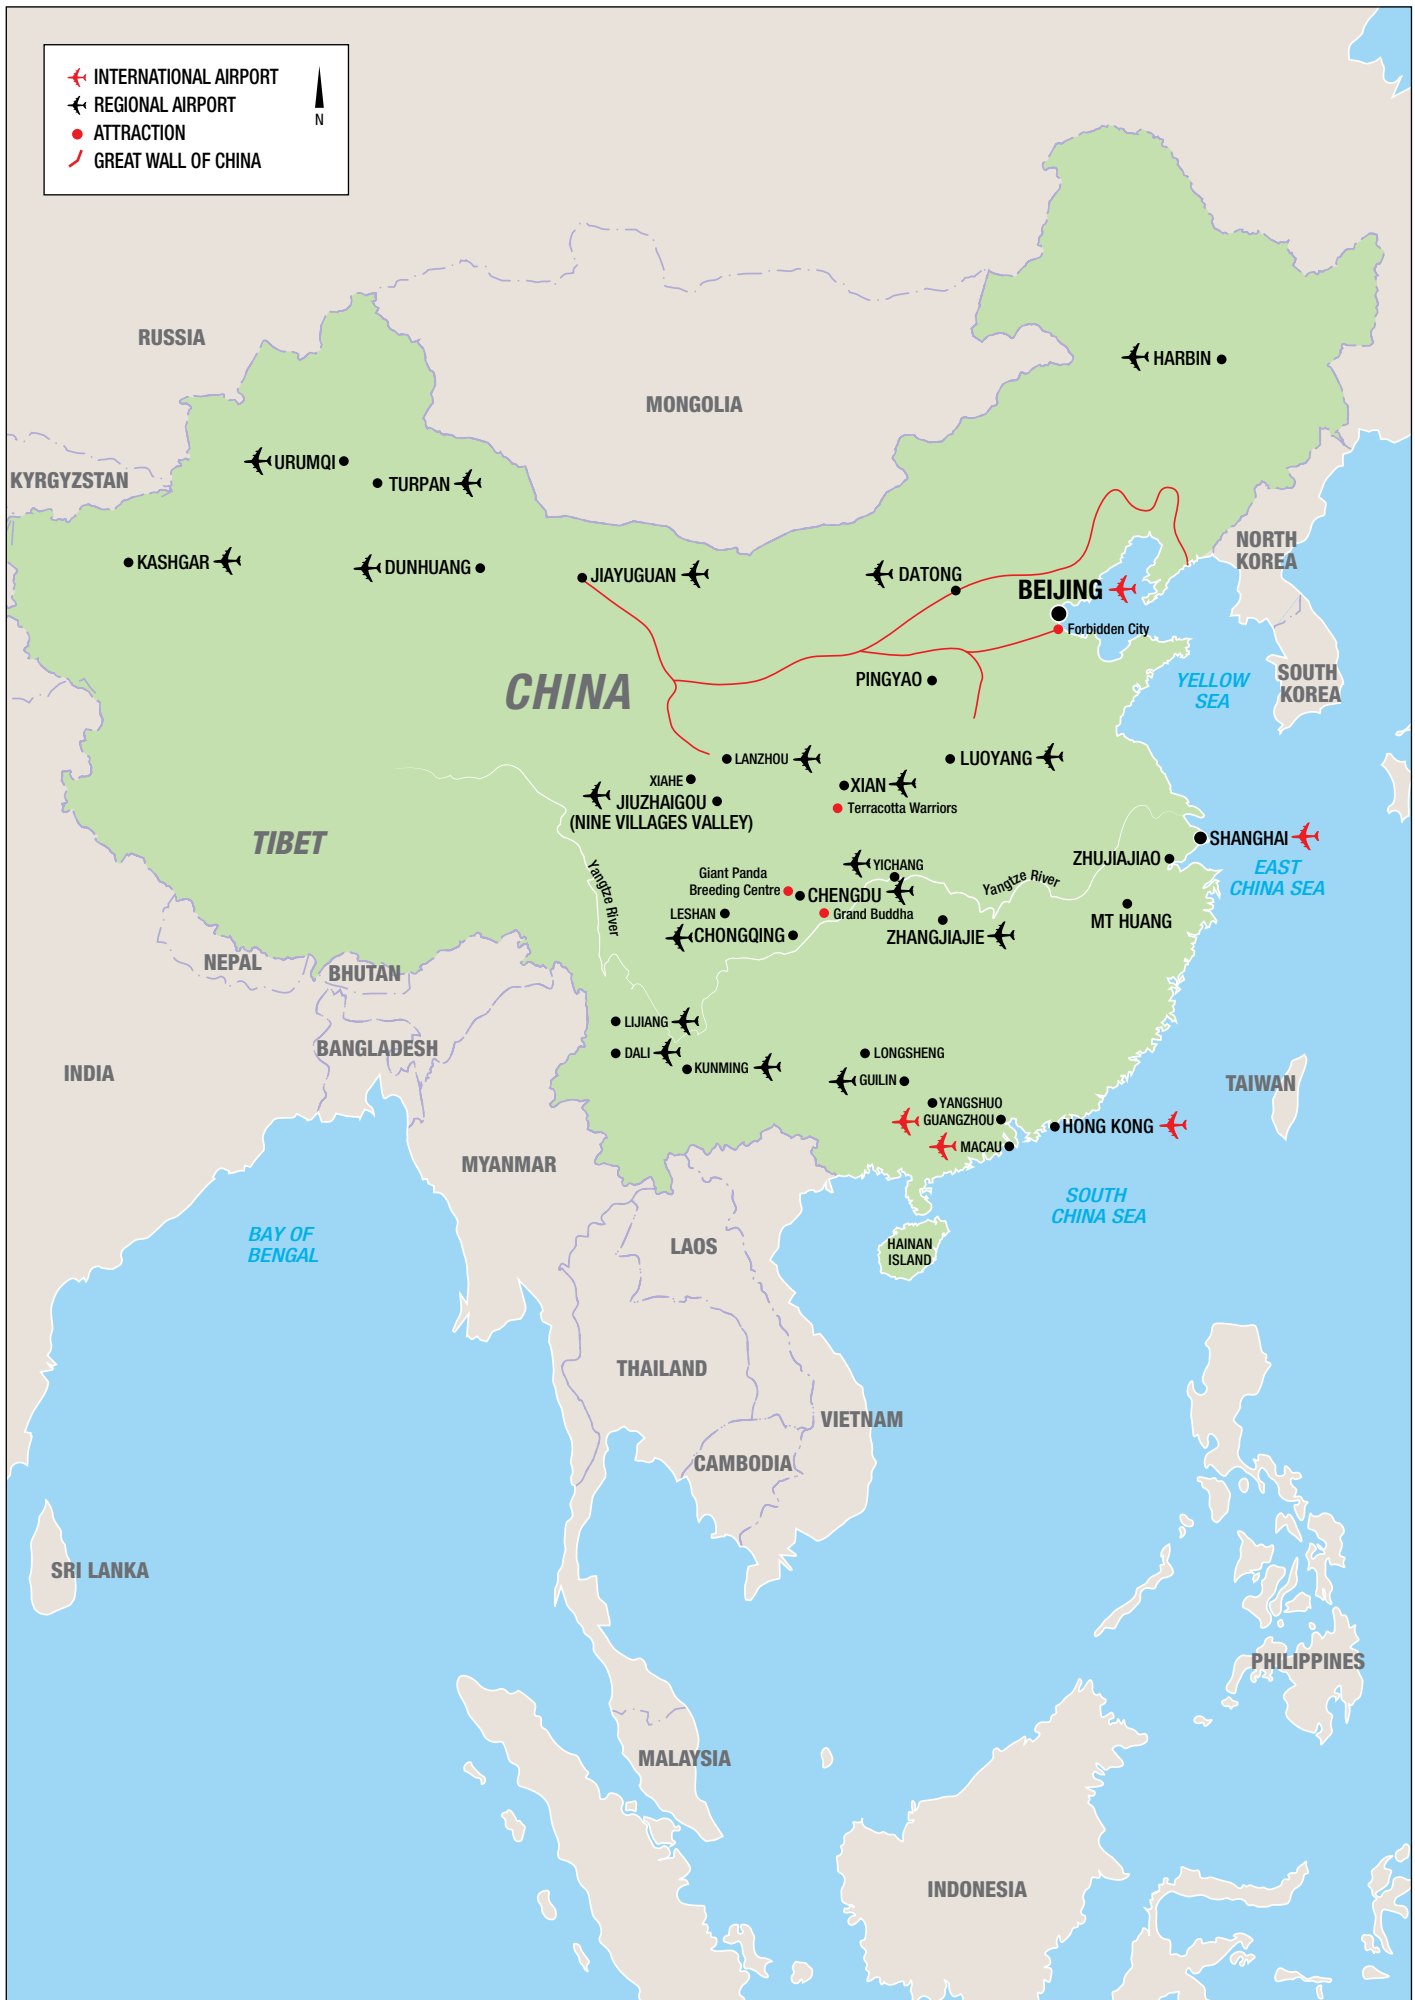 INTERNATIONAL AIRPORT
REGIONAL AIRPORT
ATTRACTION
GREAT WALL OF CHINA
N
RUSSIA
MONGOLIA
HARBIN
KYRGYZSTAN
URUMQI
TURPAN
KASHGAR
DUNHUANG
JIAYUGUAN
DATONG
BEIJING
Forbidden City
NORTH
KOREA
SOUTH
KOREA
YELLOW
SEA
CHINA
PINGYAO
LANZHOU
LUOYANG
XIAHE
XIAN
JIUZHAIGOU
(NINE VILLAGES VALLEY)
Terracotta Warriors
TIBET
SHANGHAI
ZHUJIAJIAO
EAST
CHINA SEA
Yangtze River
YICHANG
Giant Panda
Breeding Centre
CHENGDU
Yangtze River
LESHAN
Grand Buddha
CHONGQING
ZHANGJIAJIE
MT HUANG
NEPAL
BHUTAN
LIJIANG
BANGLADESH
DALI
KUNMING
LONGSHENG
GUILIN
INDIA
TAIWAN
YANGSHUO
GUANGZHOU
HONG KONG
MACAU
MYANMAR
SOUTH
CHINA SEA
BAY OF
BENGAL
LAOS
HAINAN
ISLAND
THAILAND
VIETNAM
CAMBODIA
SRI LANKA
PHILIPPINES
MALAYSIA
INDONESIA